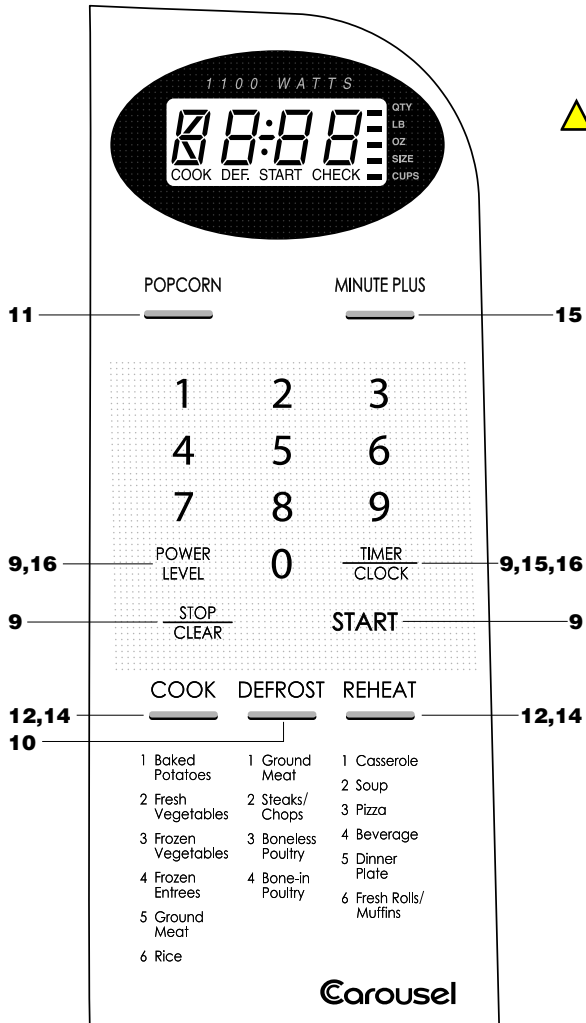 1100 WATTS
88:88
QTY
LB
OZ
SIZE
CUPS
COOK DEF. START CHECK
POPCORN MINUTE PLUS
11 15
1 2 3
4 5 6
7 8 9
9,16 POWER LEVEL 0 TIMER CLOCK 9,15,16
9 STOP CLEAR START 9
COOK DEFROST REHEAT
12,14 12,14
10
1 Baked
Potatoes
2 Fresh
Vegetables
3 Frozen
Vegetables
4 Frozen
Entrees
5 Ground
Meat
6 Rice
1 Ground
Meat
2 Steaks/
Chops
3 Boneless
Poultry
4 Bone-in
Poultry
1 Casserole
2 Soup
3 Pizza
4 Beverage
5 Dinner
Plate
6 Fresh Rolls/
Muffins
Carousel